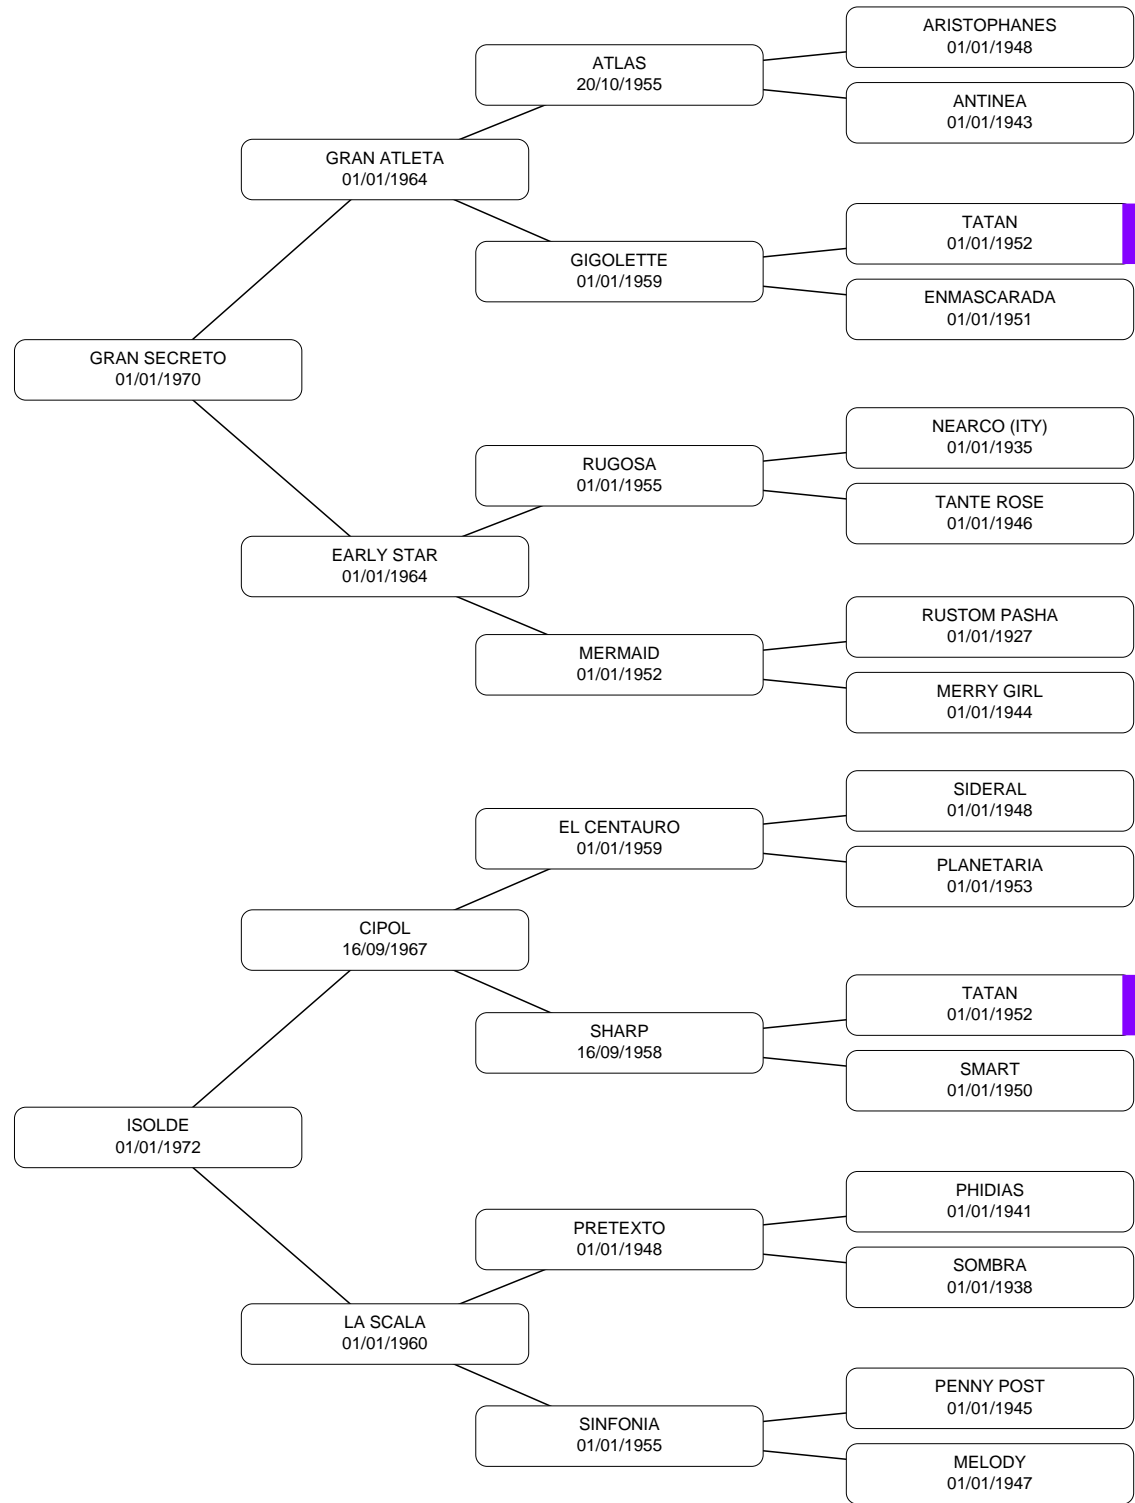 ARISTOPHANES
01/01/1948
ATLAS
20/10/1955
ANTINEA
01/01/1943
GRAN ATLETA
01/01/1964
TATAN
01/01/1952
GIGOLETTE
01/01/1959
ENMASCARADA
01/01/1951
GRAN SECRETO
01/01/1970
NEARCO (ITY)
01/01/1935
RUGOSA
01/01/1955
TANTE ROSE
01/01/1946
EARLY STAR
01/01/1964
RUSTOM PASHA
01/01/1927
MERMAID
01/01/1952
MERRY GIRL
01/01/1944
SIDERAL
01/01/1948
EL CENTAURO
01/01/1959
PLANETARIA
01/01/1953
CIPOL
16/09/1967
TATAN
01/01/1952
SHARP
16/09/1958
SMART
01/01/1950
ISOLDE
01/01/1972
PHIDIAS
01/01/1941
PRETEXTO
01/01/1948
SOMBRA
01/01/1938
LA SCALA
01/01/1960
PENNY POST
01/01/1945
SINFONIA
01/01/1955
MELODY
01/01/1947